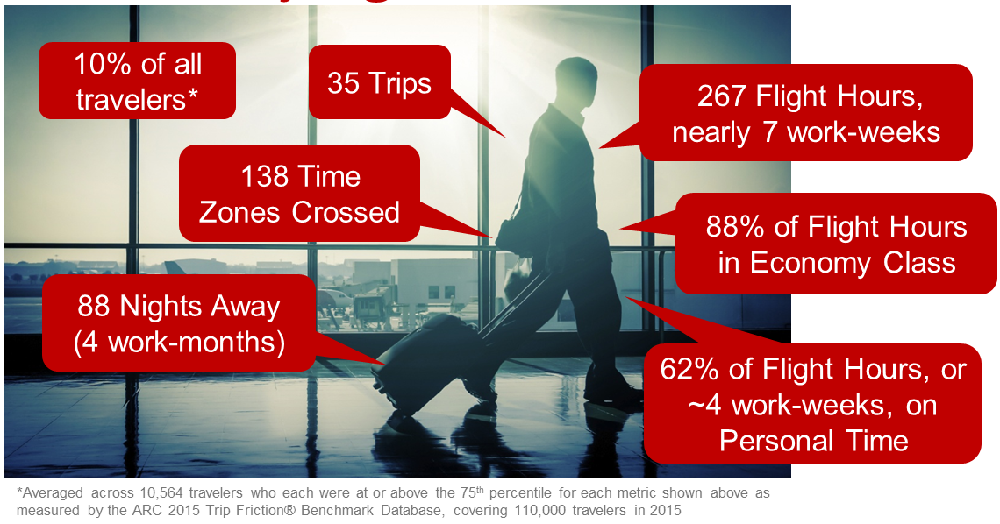 10% of all
travelers*
35 Trips
267 Flight Hours,
nearly 7 work-weeks
138 Time
Zones Crossed
88% of Flight Hours
in Economy Class
88 Nights Away
(4 work-months)
62% of Flight Hours, or
~4 work-weeks, on
Personal Time
*Averaged across 10,564 travelers who each were at or above the 75th percentile for each metric shown above as
measured by the ARC 2015 Trip Friction® Benchmark Database, covering 110,000 travelers in 2015